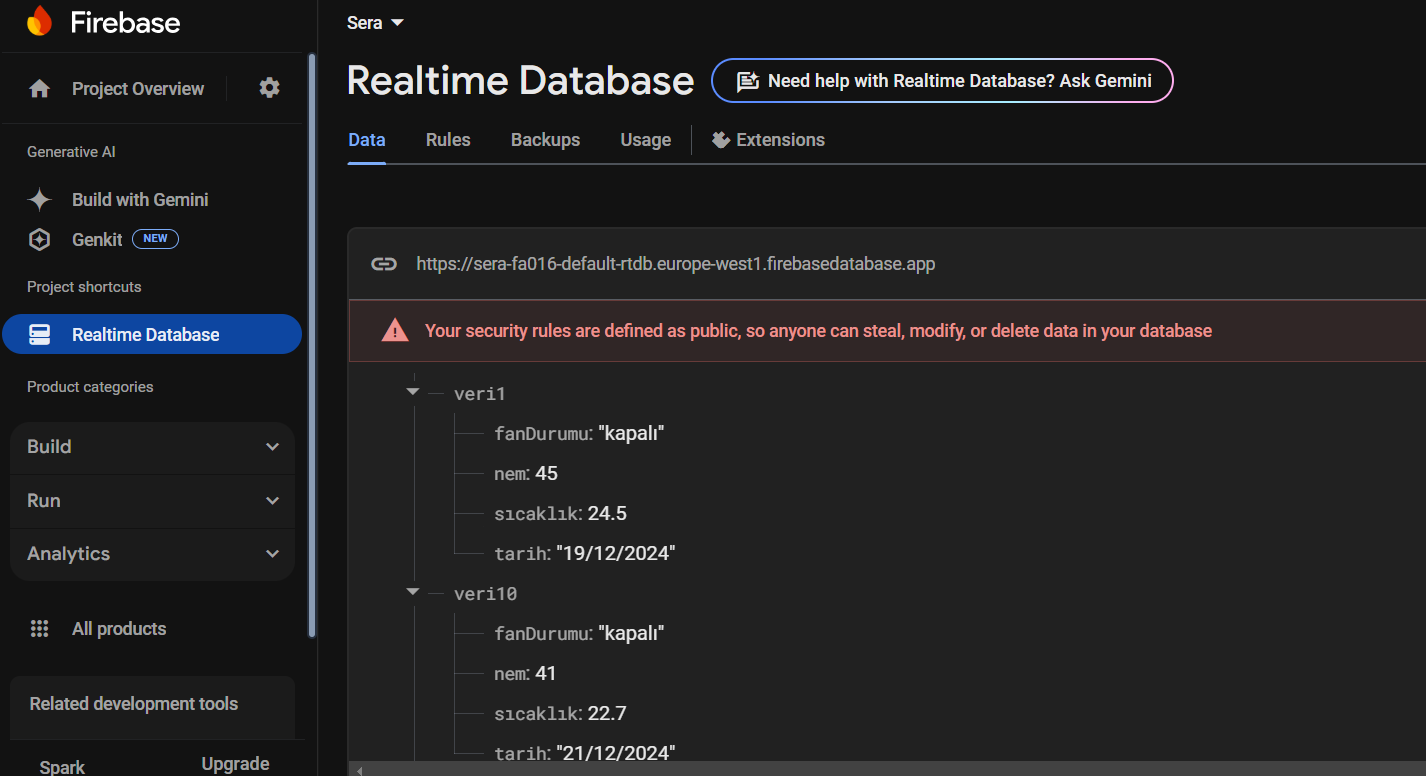 Firebase
Project Overview
Generative AI
Build with Gemini
Genkit NEW
Project shortcuts
Realtime Database
Product categories
Build
Run
Analytics
All products
Related development tools
Spark Upgrade
Sera
Realtime Database
Need help with Realtime Database? Ask Gemini
Data Rules Backups Usage Extensions
https://sera-fa016-default-rtdb.europe-west1.firebasedatabase.app
Your security rules are defined as public, so anyone can steal, modify, or delete data in your database
veri1
fanDurumu: "kapalı"
nem: 45
sıcaklık: 24.5
tarih: "19/12/2024"
veri10
fanDurumu: "kapalı"
nem: 41
sıcaklık: 22.7
tarih: "21/12/2024"